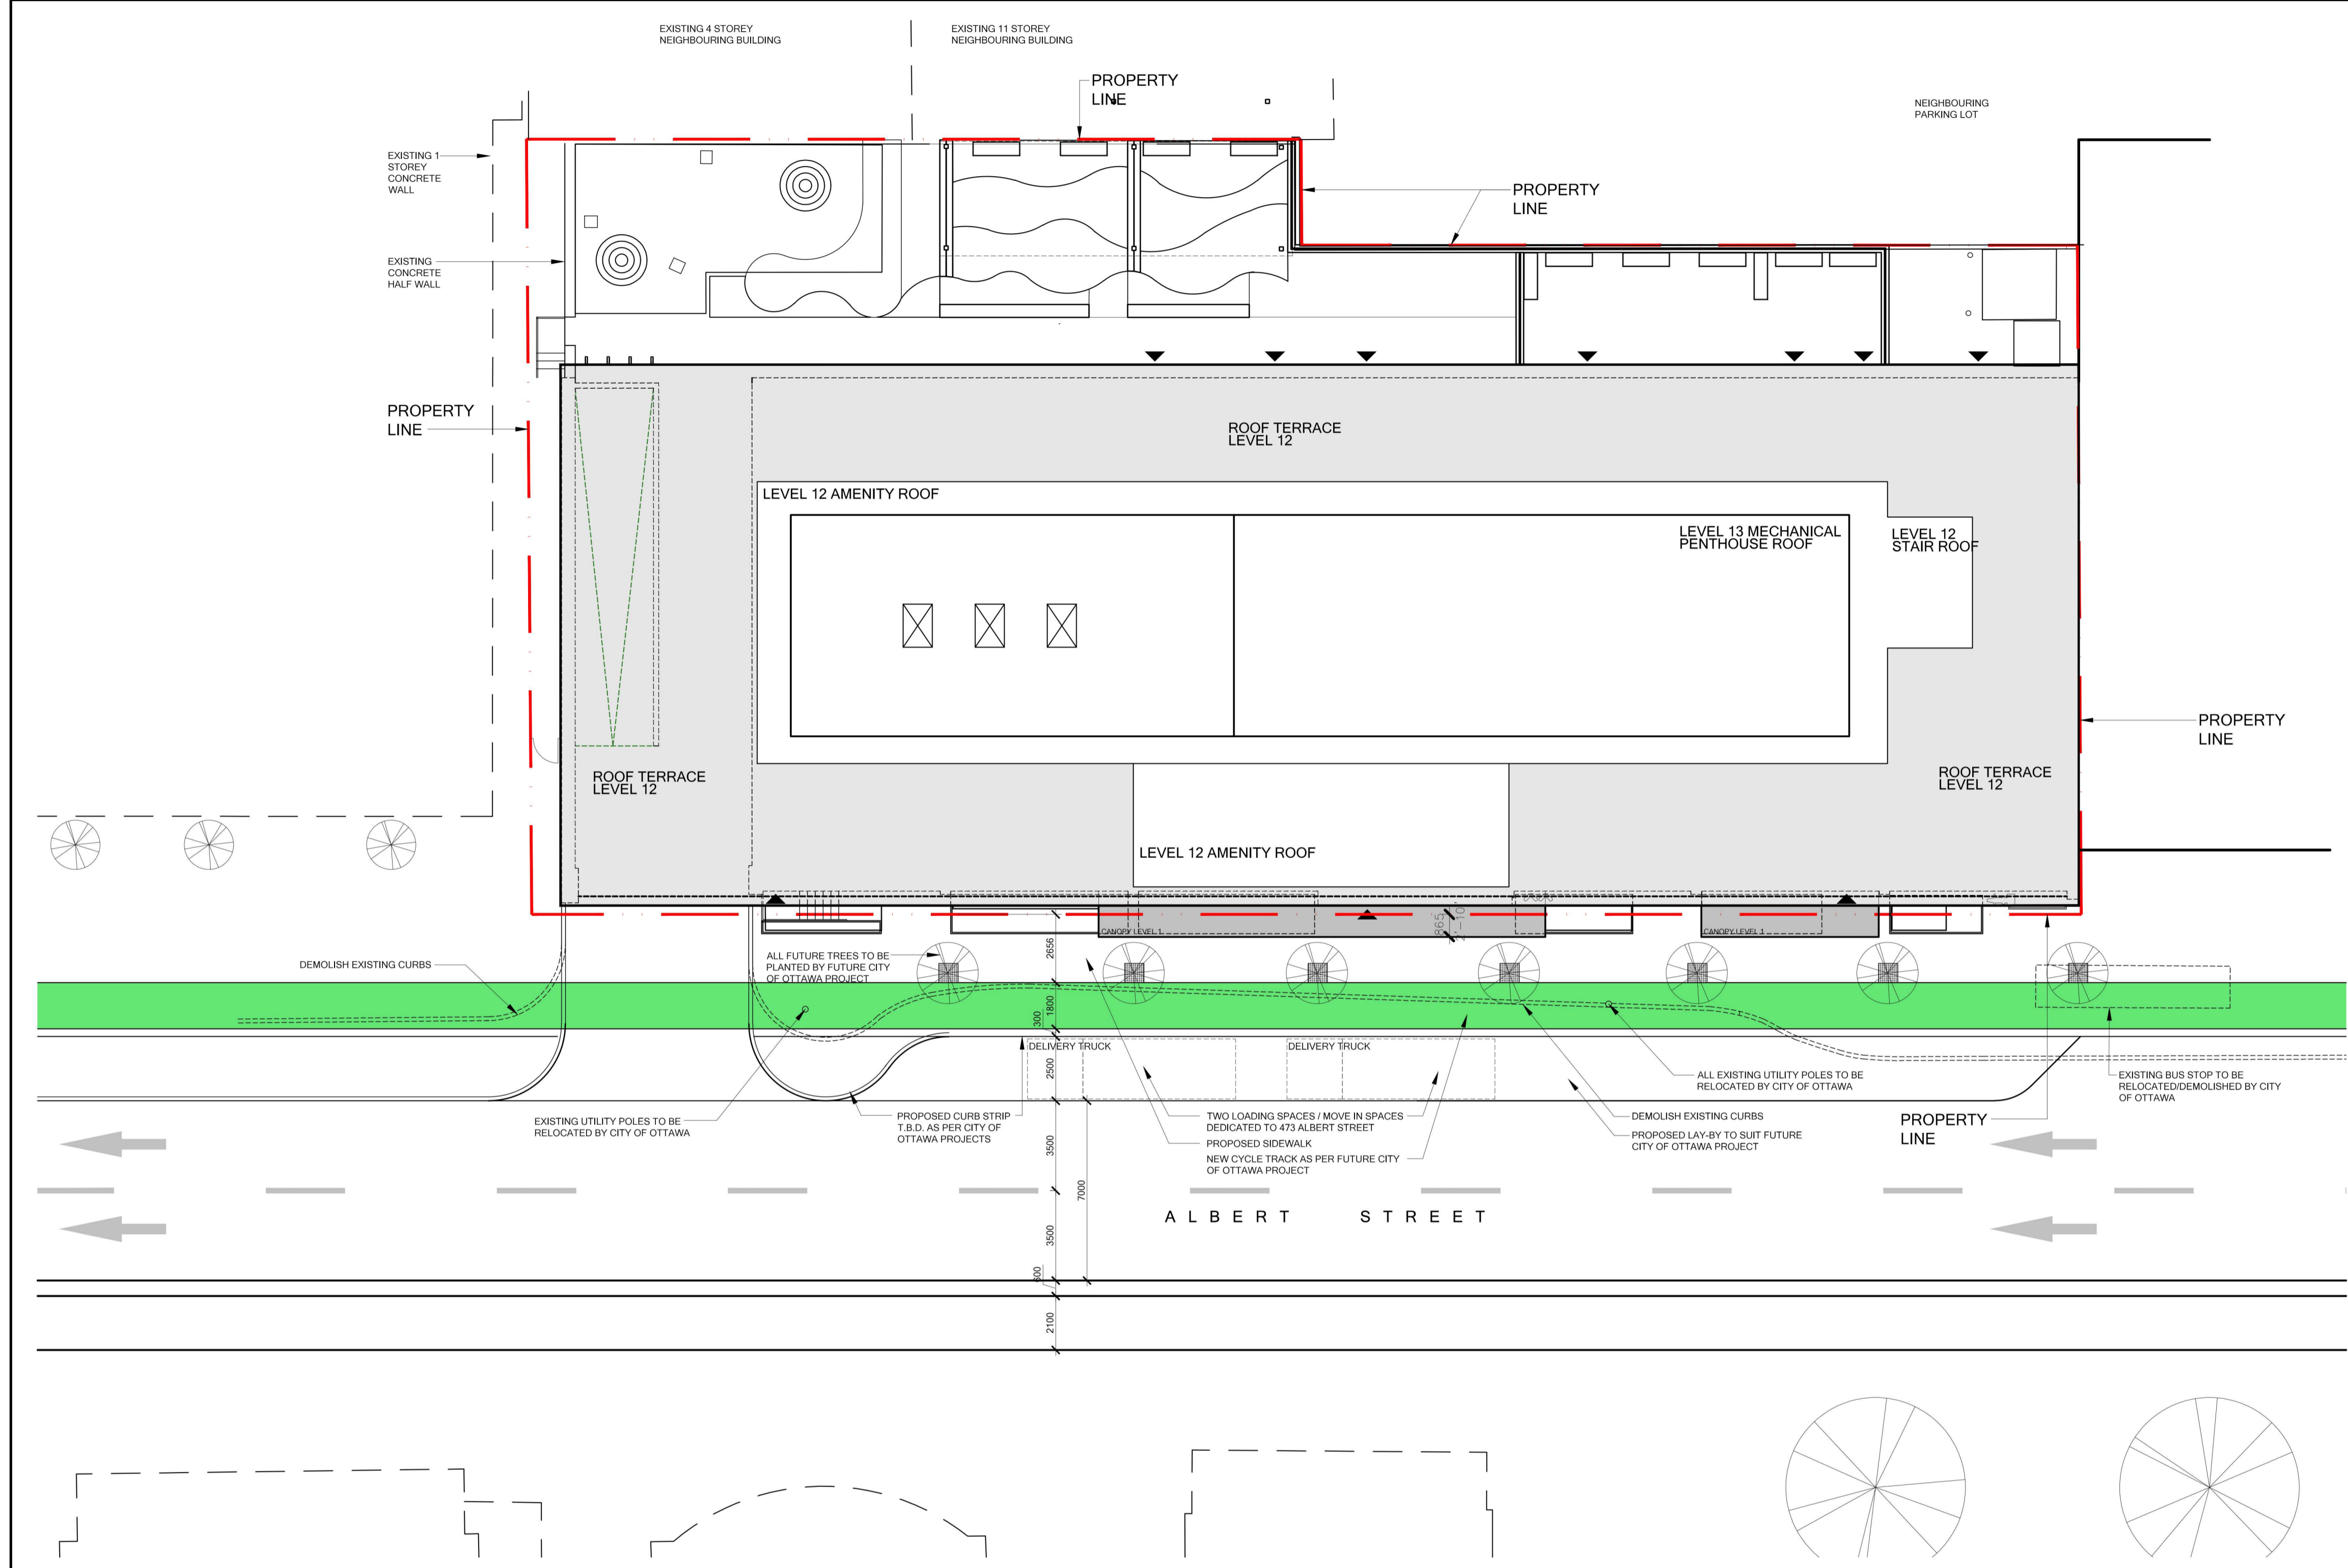 EXISTING 4 STOREY
NEIGHBOURING BUILDING
EXISTING 11 STOREY
NEIGHBOURING BUILDING
PROPERTY
LINE
NEIGHBOURING
PARKING LOT
EXISTING 1
STOREY
CONCRETE
WALL
PROPERTY
LINE
EXISTING
CONCRETE
HALF WALL
PROPERTY
LINE
ROOF TERRACE
LEVEL 12
LEVEL 12 AMENITY ROOF
LEVEL 13 MECHANICAL
PENTHOUSE ROOF
LEVEL 12
STAIR ROOF
PROPERTY
LINE
ROOF TERRACE
LEVEL 12
ROOF TERRACE
LEVEL 12
LEVEL 12 AMENITY ROOF
CANOPY LEVEL 1
865
CANOPY LEVEL 1
2656
DEMOLISH EXISTING CURBS
ALL FUTURE TREES TO BE
PLANTED BY FUTURE CITY
OF OTTAWA PROJECT
1800
300
DELIVERY TRUCK
DELIVERY TRUCK
2500
ALL EXISTING UTILITY POLES TO BE
RELOCATED BY CITY OF OTTAWA
EXISTING BUS STOP TO BE
RELOCATED/DEMOLISHED BY CITY
OF OTTAWA
EXISTING UTILITY POLES TO BE
RELOCATED BY CITY OF OTTAWA
PROPOSED CURB STRIP
T.B.D. AS PER CITY OF
OTTAWA PROJECTS
TWO LOADING SPACES / MOVE IN SPACES
DEDICATED TO 473 ALBERT STREET
PROPOSED SIDEWALK
NEW CYCLE TRACK AS PER FUTURE CITY
OF OTTAWA PROJECT
DEMOLISH EXISTING CURBS
PROPOSED LAY-BY TO SUIT FUTURE
CITY OF OTTAWA PROJECT
PROPERTY
LINE
3500
7000
ALBERT STREET
3500
600
2100